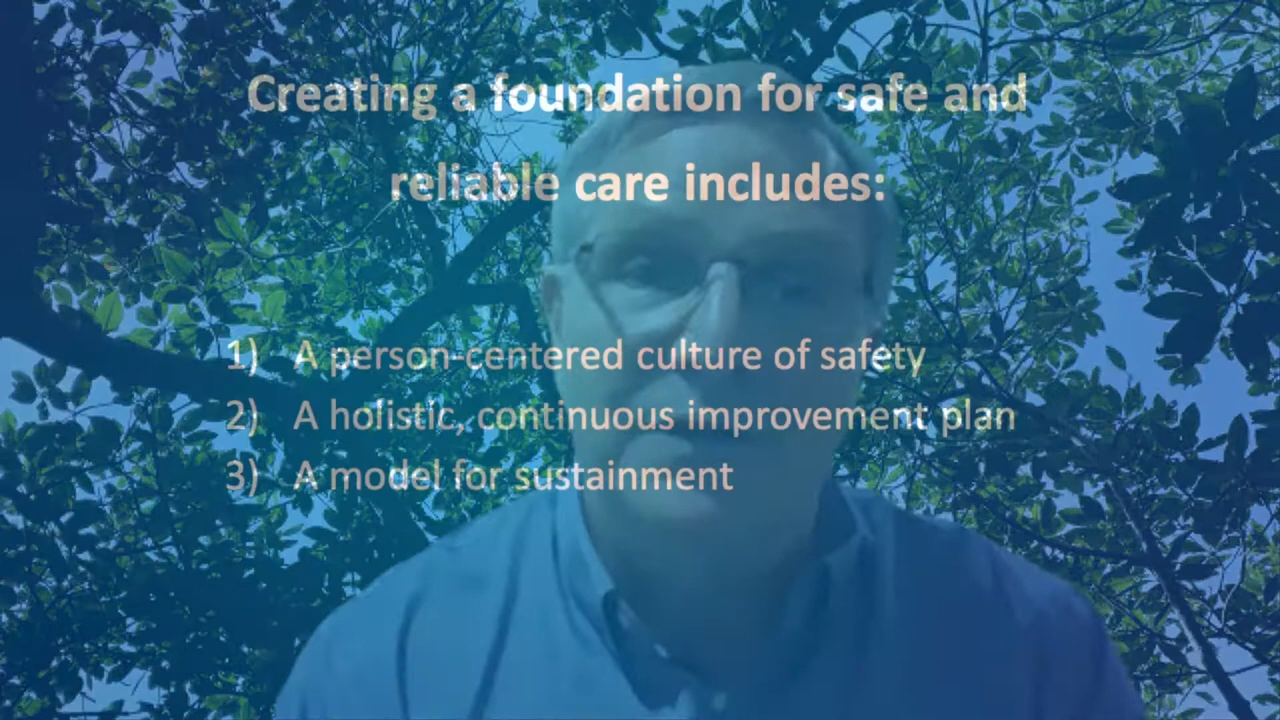 Creating a foundation for safe and
reliable care includes:
1) A person-centered culture of safety
2) A holistic, continuous improvement plan
3) A model for sustainment